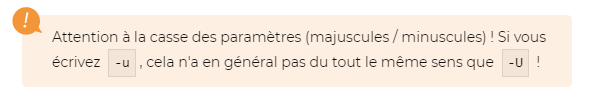 !
Attention à la casse des paramètres (majuscules / minuscules) ! Si vous
écrivez -u , cela n'a en général pas du tout le même sens que -U !